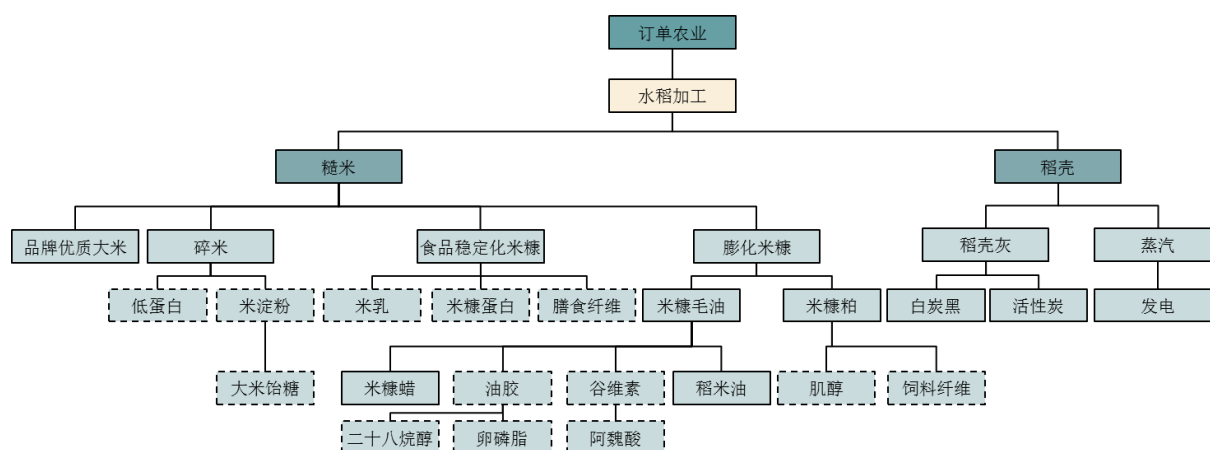 订单农业
水稻加工
糙米
稻壳
品牌优质大米
碎米
食品稳定化米糠
膨化米糠
稻壳灰
蒸汽
低蛋白
米淀粉
米乳
米糠蛋白
膳食纤维
米糠毛油
米糠粕
白炭黑
活性炭
发电
大米饴糖
米糠蜡
油胶
谷维素
稻米油
肌醇
饲料纤维
二十八烷醇
卵磷脂
阿魏酸